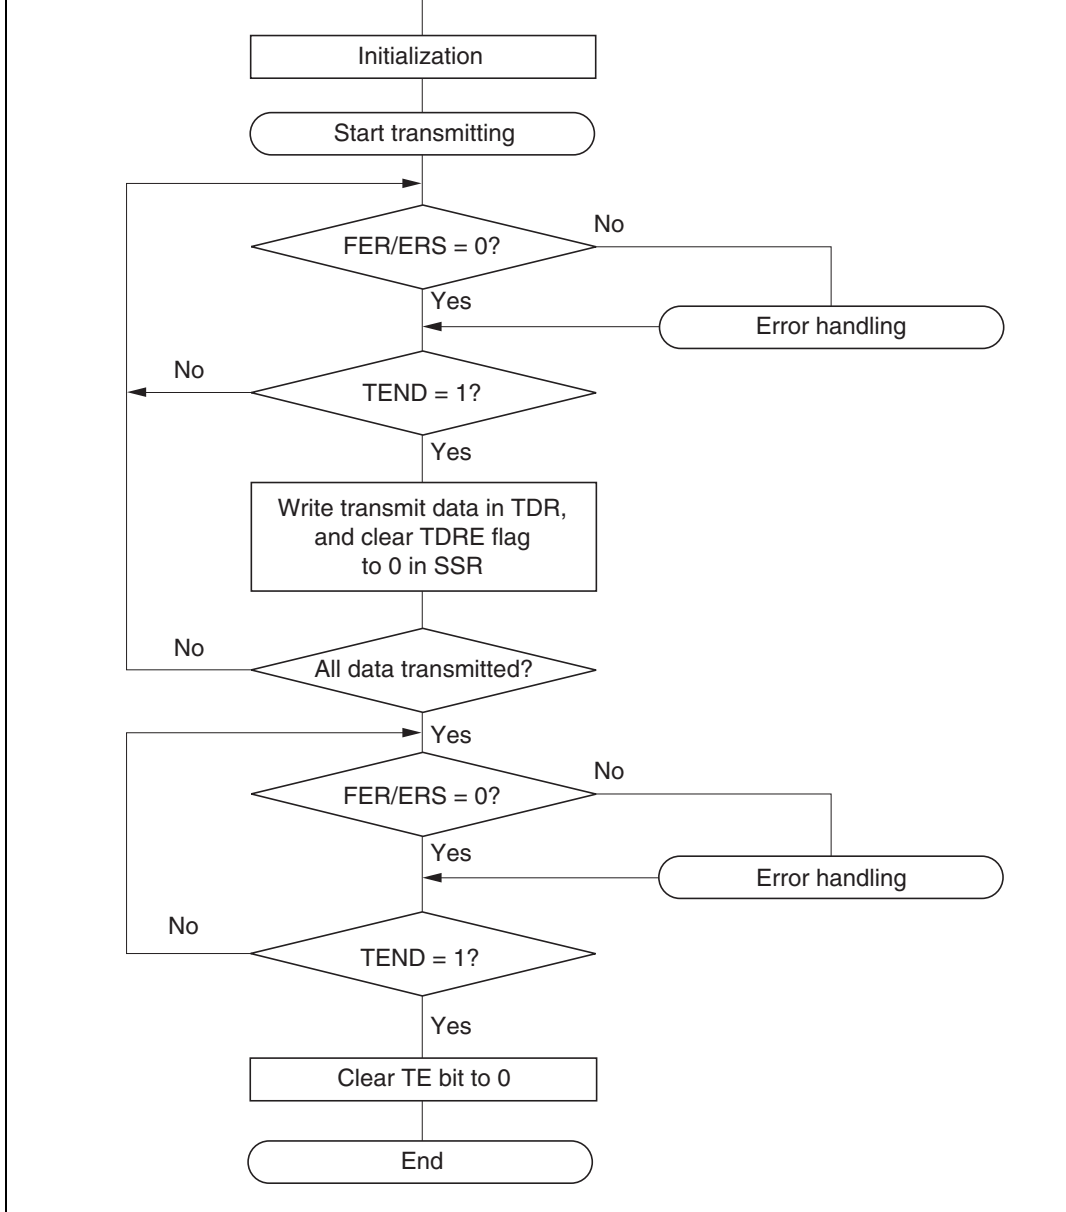 Initialization
Start transmitting
No
FER/ERS = 0?
Yes
Error handling
No
TEND = 1?
Yes
Write transmit data in TDR,
and clear TDRE flag
to 0 in SSR
No
All data transmitted?
Yes
No
FER/ERS = 0?
Yes
Error handling
No
TEND = 1?
Yes
Clear TE bit to 0
End